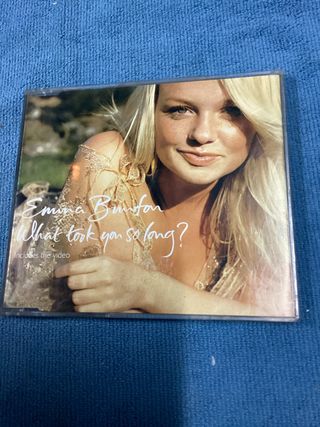 Emma Bunton
What took you so long?
includes the video